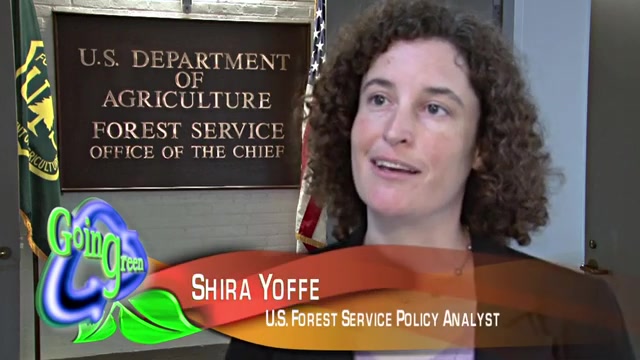 U.S. DEPARTMENT
OF
AGRICULTURE
FOREST SERVICE
OFFICE OF THE CHIEF
Going
Green
SHIRA YOFFE
U.S. FOREST SERVICE POLICY ANALYST